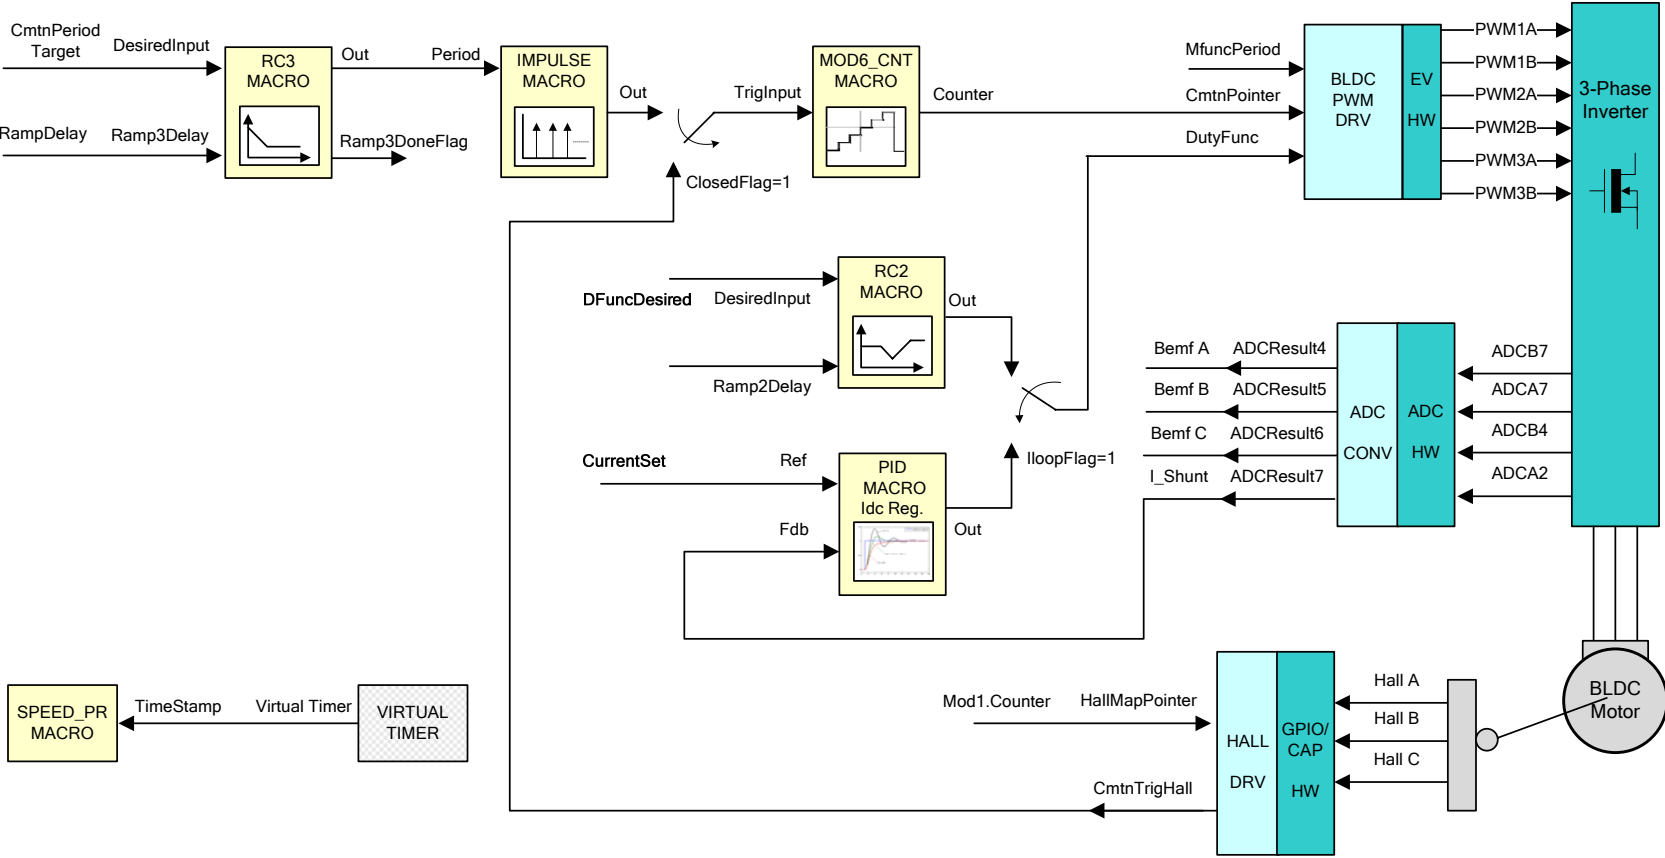 CmtnPeriod
Target
DesiredInput
RampDelay
Ramp3Delay
RC3
MACRO
Out
Ramp3DoneFlag
Period
IMPULSE
MACRO
Out
TrigInput
ClosedFlag=1
MOD6_CNT
MACRO
Counter
MfuncPeriod
CmtnPointer
DutyFunc
BLDC
PWM
DRV
EV
HW
PWM1A
PWM1B
PWM2A
PWM2B
PWM3A
PWM3B
3-Phase
Inverter
DFuncDesired
DesiredInput
Ramp2Delay
RC2
MACRO
Out
CurrentSet
Ref
Fdb
PID
MACRO
Idc Reg.
Out
IloopFlag=1
Bemf A ADCResult4
Bemf B ADCResult5
Bemf C ADCResult6
I_Shunt ADCResult7
ADC
CONV
ADC
HW
ADCB7
ADCA7
ADCB4
ADCA2
SPEED_PR
MACRO
TimeStamp
Virtual Timer
VIRTUAL
TIMER
Mod1.Counter
HallMapPointer
CmtnTrigHall
HALL
DRV
GPIO/
CAP
HW
Hall A
Hall B
Hall C
BLDC
Motor